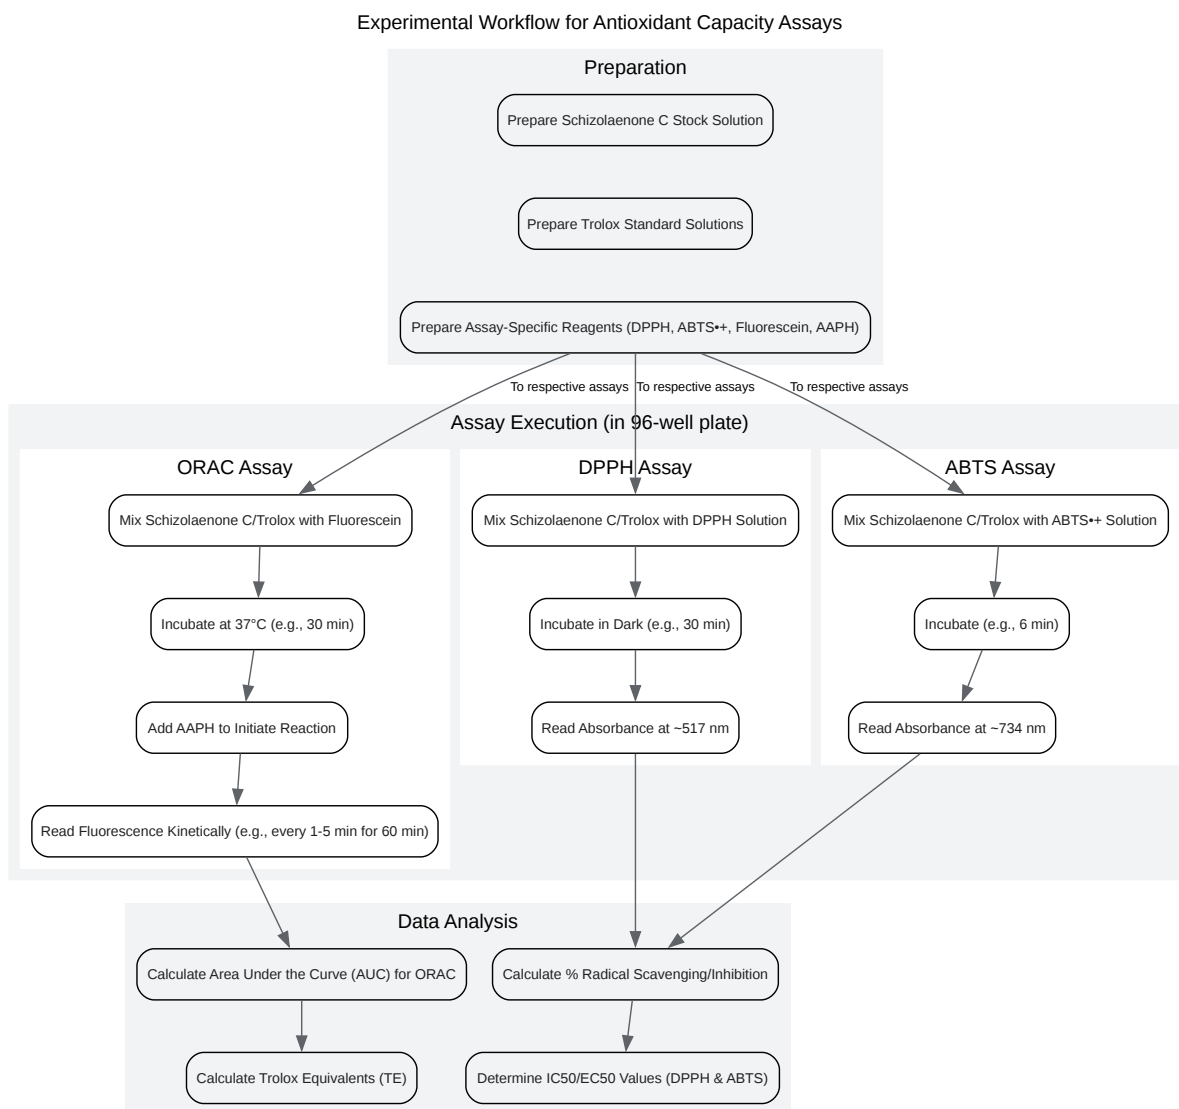 Experimental Workflow for Antioxidant Capacity Assays
Preparation
Prepare Schizolaenone C Stock Solution
Prepare Trolox Standard Solutions
Prepare Assay-Specific Reagents (DPPH, ABTS•+, Fluorescein, AAPH)
To respective assays
To respective assays
To respective assays
Assay Execution (in 96-well plate)
ORAC Assay
Mix Schizolaenone C/Trolox with Fluorescein
Incubate at 37°C (e.g., 30 min)
Add AAPH to Initiate Reaction
Read Fluorescence Kinetically (e.g., every 1-5 min for 60 min)
DPPH Assay
Mix Schizolaenone C/Trolox with DPPH Solution
Incubate in Dark (e.g., 30 min)
Read Absorbance at ~517 nm
ABTS Assay
Mix Schizolaenone C/Trolox with ABTS•+ Solution
Incubate (e.g., 6 min)
Read Absorbance at ~734 nm
Data Analysis
Calculate Area Under the Curve (AUC) for ORAC
Calculate Trolox Equivalents (TE)
Calculate % Radical Scavenging/Inhibition
Determine IC50/EC50 Values (DPPH & ABTS)